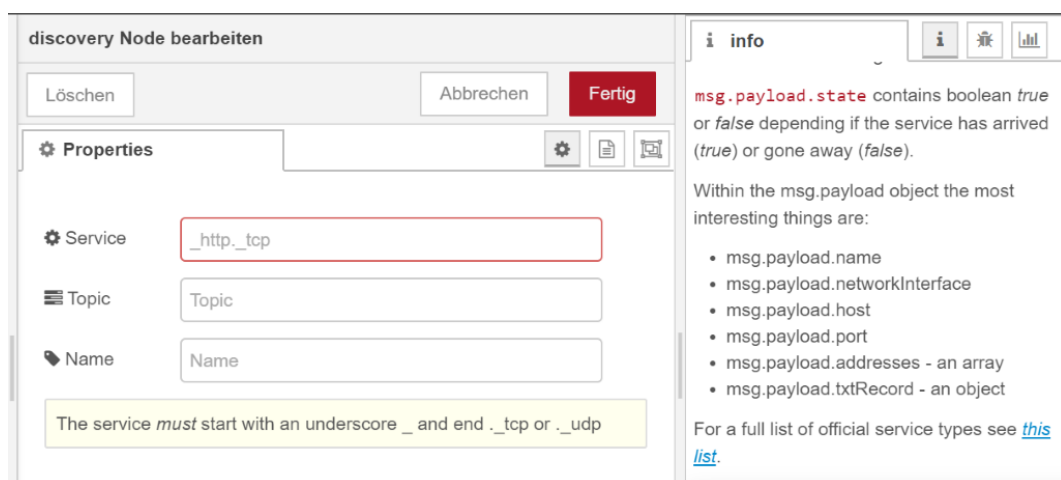 discovery Node bearbeiten
Löschen
Abbrechen
Fertig
Properties
Service
_http._tcp
Topic
Topic
Name
Name
The service must start with an underscore _ and end ._tcp or ._udp
i info
i
msg.payload.state contains boolean true
or false depending if the service has arrived
(true) or gone away (false).
Within the msg.payload object the most
interesting things are:
• msg.payload.name
• msg.payload.networkInterface
• msg.payload.host
• msg.payload.port
• msg.payload.addresses - an array
• msg.payload.txtRecord - an object
For a full list of official service types see this
list.